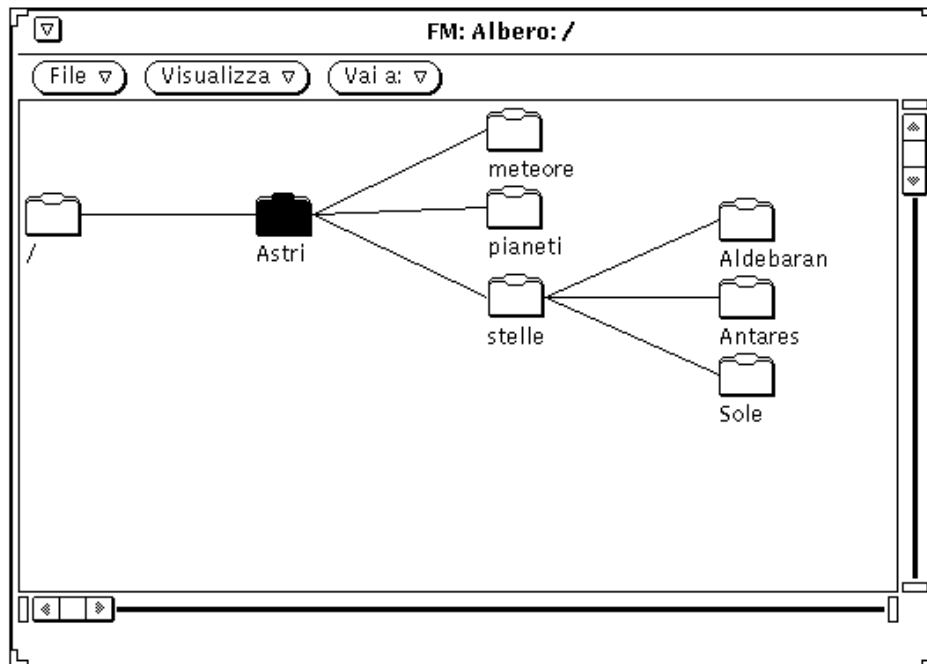 FM: Albero: /
File Visualizza Vai a:
meteore
/ Astri pianeti Aldebaran
stelle Antares
Sole